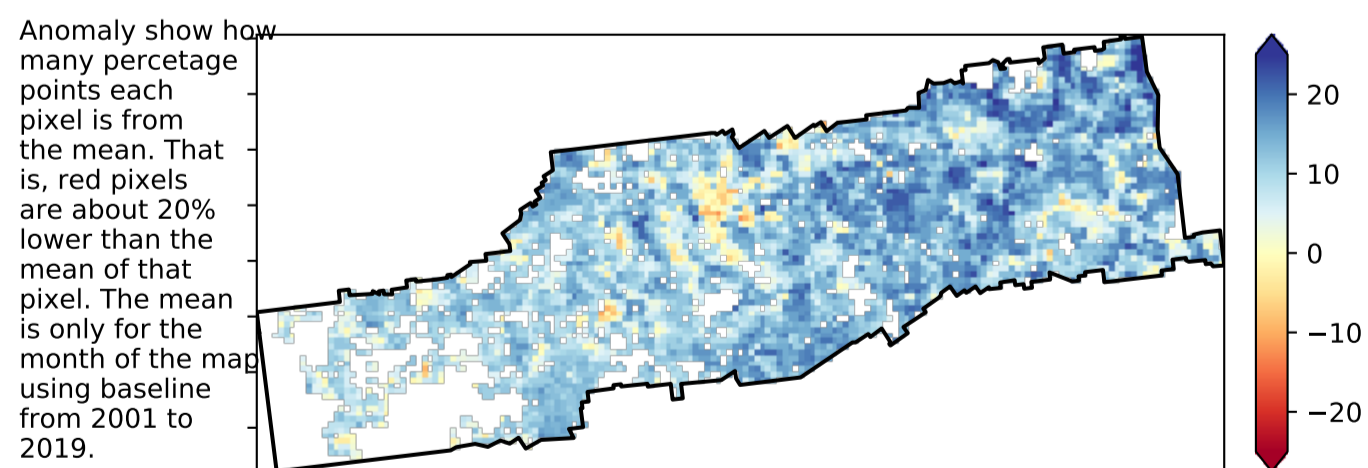 Anomaly show how
many percetage
points each
pixel is from
the mean. That
is, red pixels
are about 20%
lower than the
mean of that
pixel. The mean
is only for the
month of the map
using baseline
from 2001 to
2019.
20
10
0
−10
−20